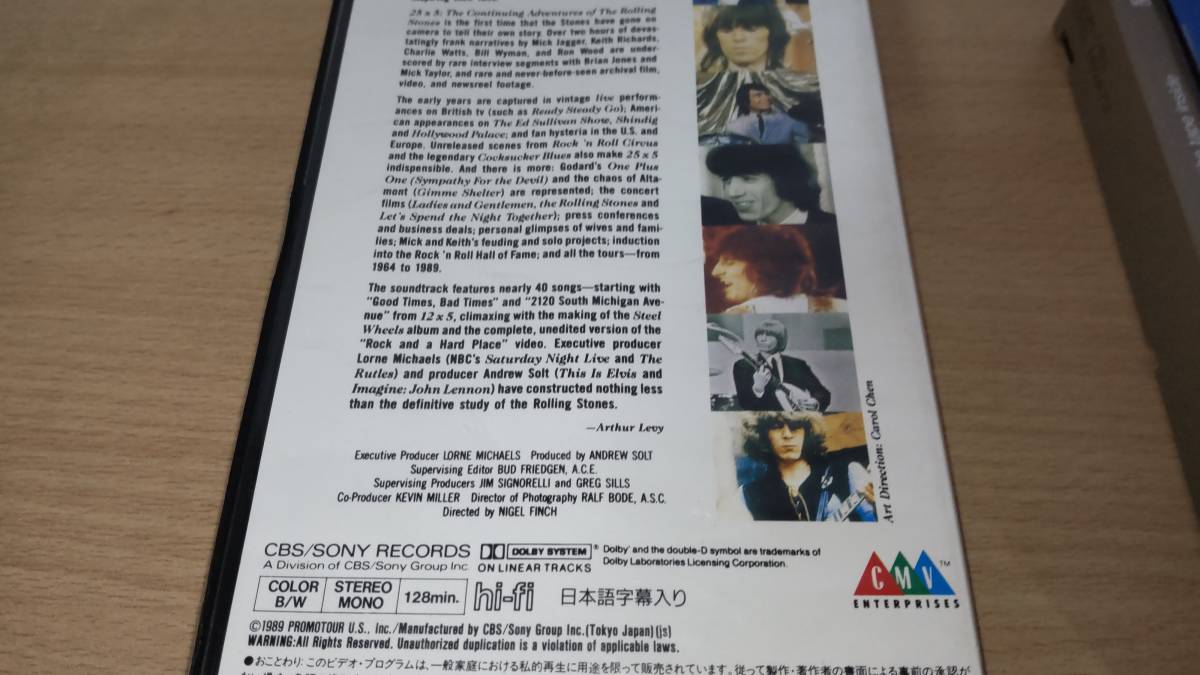 25 x 5: The Continuing Adventures of The Rolling
Stones is the first time that the Stones have gone on
camera to tell their own story. Over two hours of devas-
tatingly frank narratives by Mick Jagger, Keith Richards,
Charlie Watts, Bill Wyman, and Ron Wood are under-
scored by rare interview segments with Brian Jones and
Mick Taylor, and rare and never-before-seen archival film,
video, and newsreel footage.
The early years are captured in vintage live perform-
ances on British tv (such as Ready Steady Go); Ameri-
can appearances on The Ed Sullivan Show, Shindig
and Hollywood Palace; and fan hysteria in the U.S. and
Europe. Unreleased scenes from Rock 'n Roll Circus
and the legendary Cocksucker Blues also make 25 x 5
indispensible. And there is more: Godard's One Plus
One (Sympathy For the Devil) and the chaos of Alta-
mont (Gimme Shelter) are represented; the concert
films (Ladies and Gentlemen, the Rolling Stones and
Let's Spend the Night Together); press conferences
and business deals; personal glimpses of wives and fami-
lies; Mick and Keith's feuding and solo projects; induction
into the Rock 'n Roll Hall of Fame; and all the tours—from
1964 to 1989.
The soundtrack features nearly 40 songs—starting with
"Good Times, Bad Times" and "2120 South Michigan Ave-
nue" from 12 x 5, climaxing with the making of the Steel
Wheels album and the complete, unedited version of the
"Rock and a Hard Place" video. Executive producer
Lorne Michaels (NBC's Saturday Night Live and The
Rutles) and producer Andrew Solt (This Is Elvis and
Imagine: John Lennon) have constructed nothing less
than the definitive study of the Rolling Stones.
—Arthur Levy
Executive Producer LORNE MICHAELS Produced by ANDREW SOLT
Supervising Editor BUD FRIEDGEN, A.C.E.
Supervising Producers JIM SIGNORELLI and GREG SILLS
Co-Producer KEVIN MILLER Director of Photography RALF BODE, A.S.C.
Directed by NIGEL FINCH
Art Direction: Carol Chen
CBS/SONY RECORDS
A Division of CBS/Sony Group Inc.
DOLBY SYSTEM®
ON LINEAR TRACKS
Dolby' and the double-D symbol are trademarks of
Dolby Laboratories Licensing Corporation.
COLOR
B/W
STEREO
MONO
128min.
hi-fi
日本語字幕入り
CMV™
ENTERPRISES
©1989 PROMOTOUR U.S., Inc./Manufactured by CBS/Sony Group Inc.(Tokyo Japan)(js)
WARNING:All Rights Reserved. Unauthorized duplication is a violation of applicable laws.
●おことわり:このビデオ・プログラムは、一般家庭における私的再生に用途を限って販売されています。従って製作・著作者の書面による事前の承認が